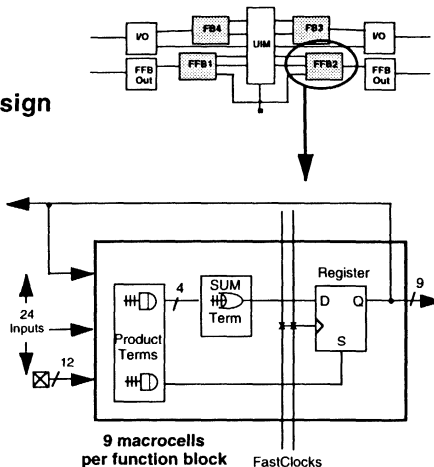 I/O
FB4
UIM
FB3
I/O
FFB
Out
FFB1
FFB2
FFB
Out
sign
24
Inputs
12
Product
Terms
4
SUM
Term
Register
D Q
S
9
9 macrocells
per function block
FastClocks